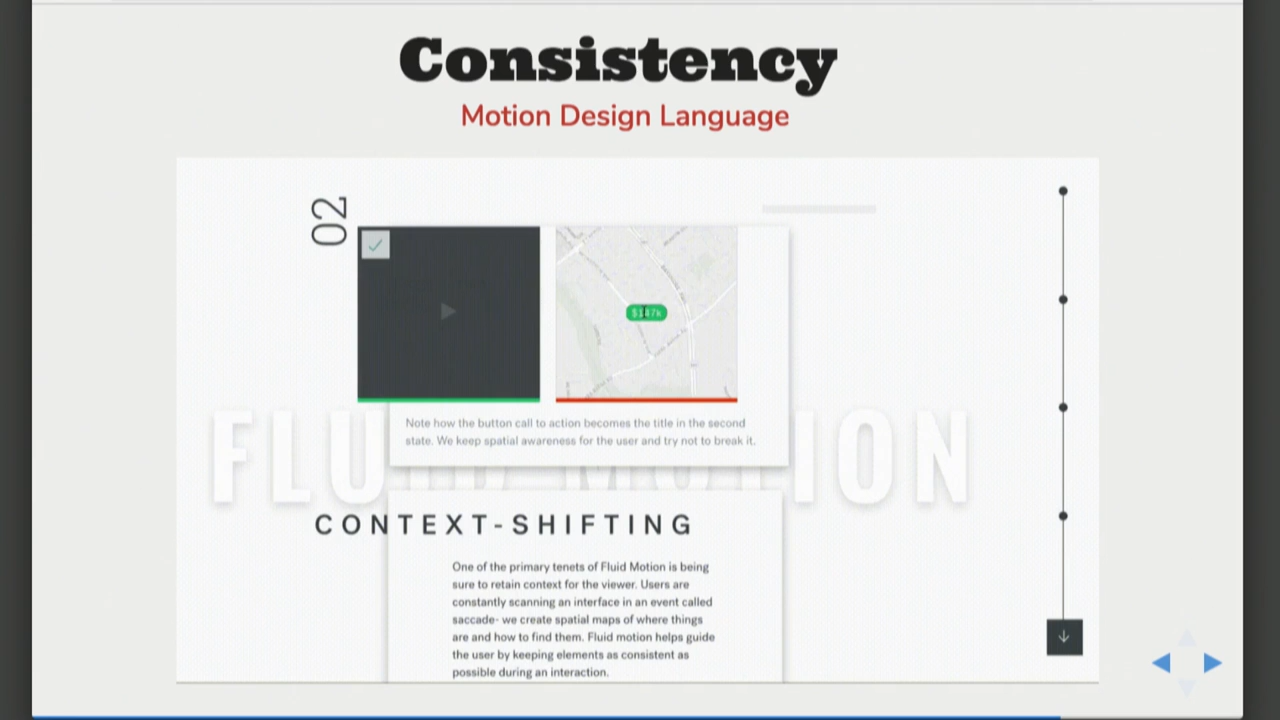 Consistency
Motion Design Language
02
$147k
Note how the button call to action becomes the title in the second
state. We keep spatial awareness for the user and try not to break it.
FLUID MOTION
CONTEXT-SHIFTING
One of the primary tenets of Fluid Motion is being
sure to retain context for the viewer. Users are
constantly scanning an interface in an event called
saccade- we create spatial maps of where things
are and how to find them. Fluid motion helps guide
the user by keeping elements as consistent as
possible during an interaction.